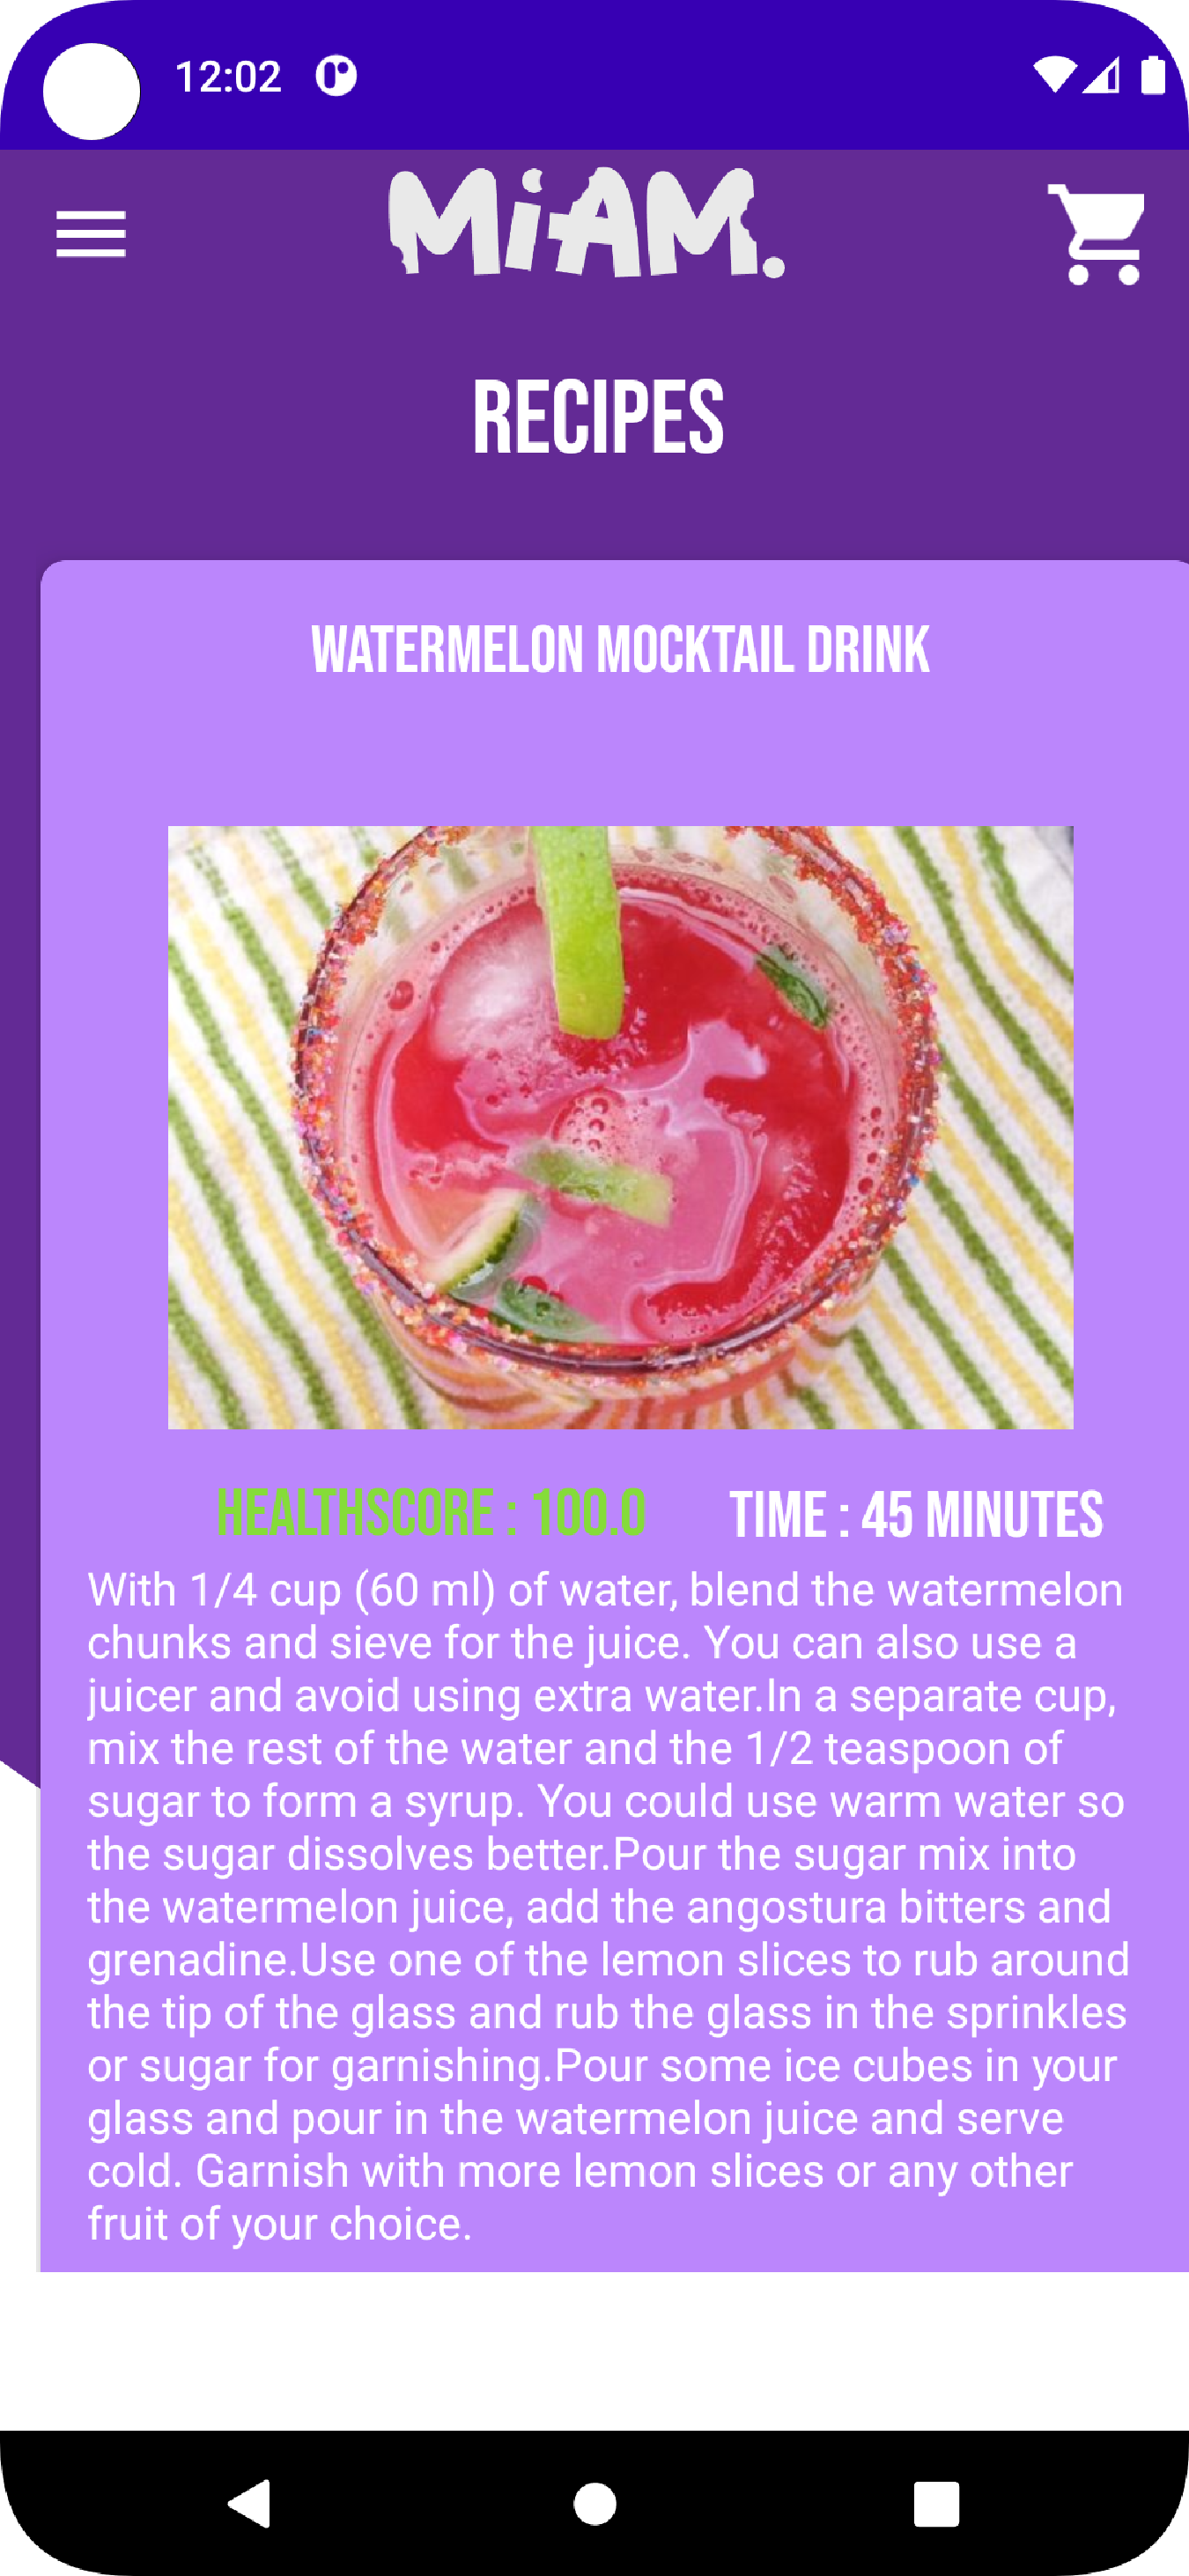 12:02
MiAM.
RECIPES
WATERMELON MOCKTAIL DRINK
HEALTHSCORE : 100.0
TIME : 45 MINUTES
With 1/4 cup (60 ml) of water, blend the watermelon
chunks and sieve for the juice. You can also use a
juicer and avoid using extra water.In a separate cup,
mix the rest of the water and the 1/2 teaspoon of
sugar to form a syrup. You could use warm water so
the sugar dissolves better.Pour the sugar mix into
the watermelon juice, add the angostura bitters and
grenadine.Use one of the lemon slices to rub around
the tip of the glass and rub the glass in the sprinkles
or sugar for garnishing.Pour some ice cubes in your
glass and pour in the watermelon juice and serve
cold. Garnish with more lemon slices or any other
fruit of your choice.